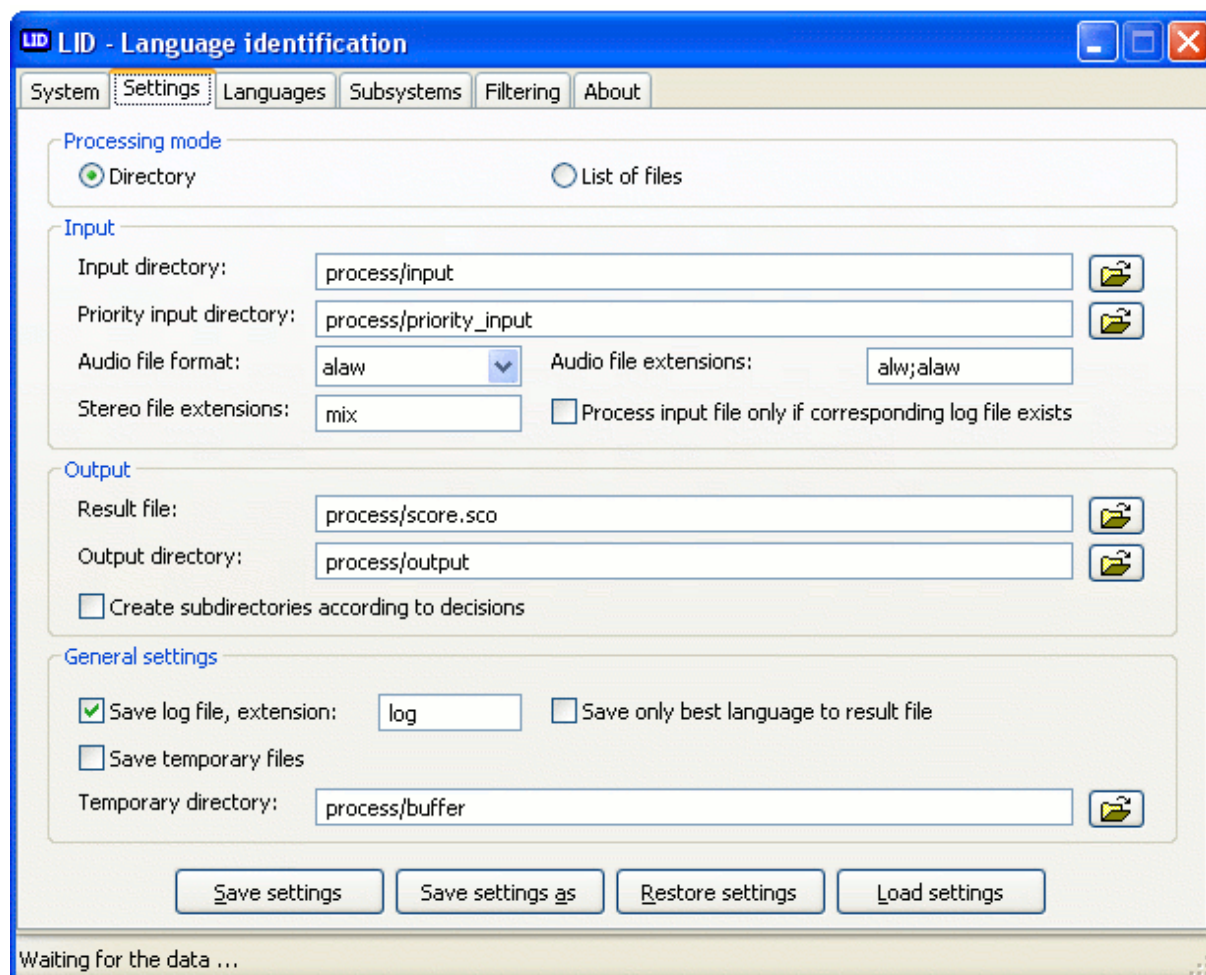 LID LID - Language identification
System Settings Languages Subsystems Filtering About
Processing mode
Directory List of files
Input
Input directory: process/input
Priority input directory: process/priority_input
Audio file format: alaw Audio file extensions: alw;alaw
Stereo file extensions: mix Process input file only if corresponding log file exists
Output
Result file: process/score.sco
Output directory: process/output
Create subdirectories according to decisions
General settings
Save log file, extension: log Save only best language to result file
Save temporary files
Temporary directory: process/buffer
Save settings Save settings as Restore settings Load settings
Waiting for the data ...